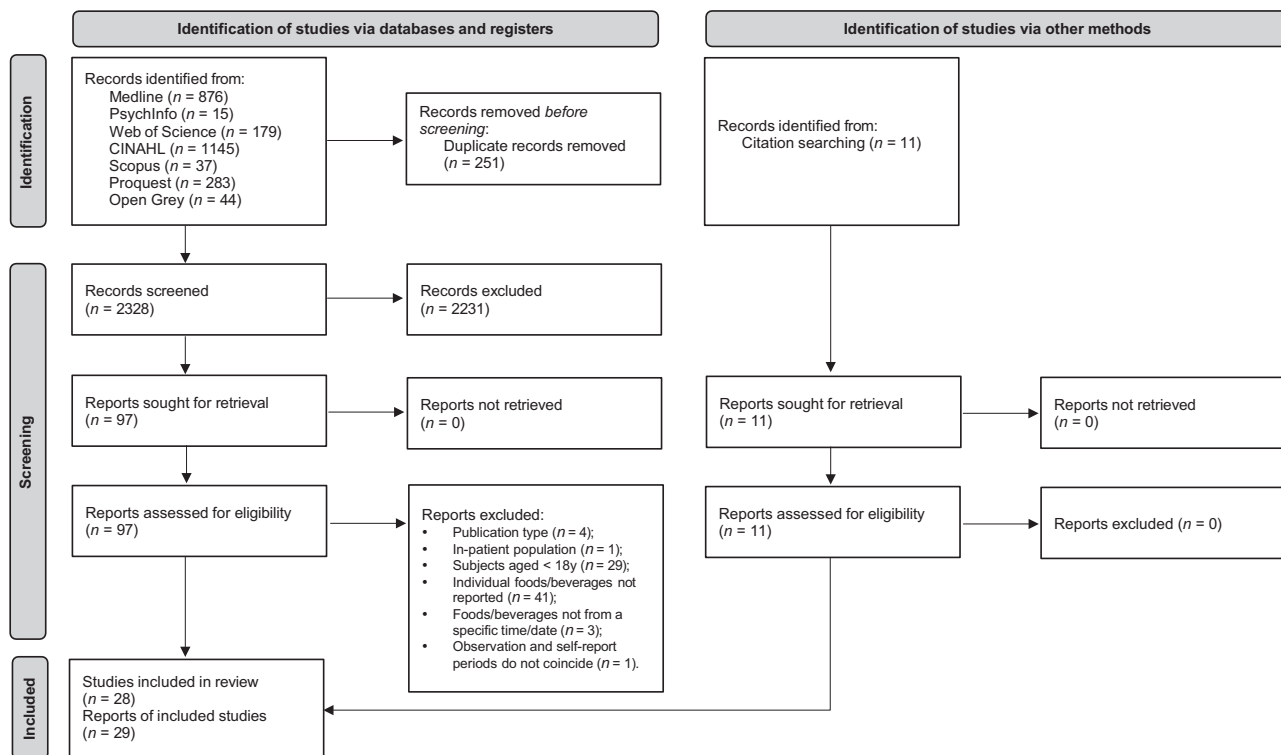 Identification of studies via databases and registers
Identification of studies via other methods
Identification
Records identified from:
Medline (n = 876)
PsychInfo (n = 15)
Web of Science (n = 179)
CINAHL (n = 1145)
Scopus (n = 37)
Proquest (n = 283)
Open Grey (n = 44)
Records removed before
screening:
Duplicate records removed
(n = 251)
Records identified from:
Citation searching (n = 11)
Screening
Records screened
(n = 2328)
Records excluded
(n = 2231)
Reports sought for retrieval
(n = 97)
Reports not retrieved
(n = 0)
Reports sought for retrieval
(n = 11)
Reports not retrieved
(n = 0)
Reports assessed for eligibility
(n = 97)
Reports excluded:
• Publication type (n = 4);
• In-patient population (n = 1);
• Subjects aged < 18y (n = 29);
• Individual foods/beverages not
reported (n = 41);
• Foods/beverages not from a
specific time/date (n = 3);
• Observation and self-report
periods do not coincide (n = 1).
Reports assessed for eligibility
(n = 11)
Reports excluded (n = 0)
Included
Studies included in review
(n = 28)
Reports of included studies
(n = 29)